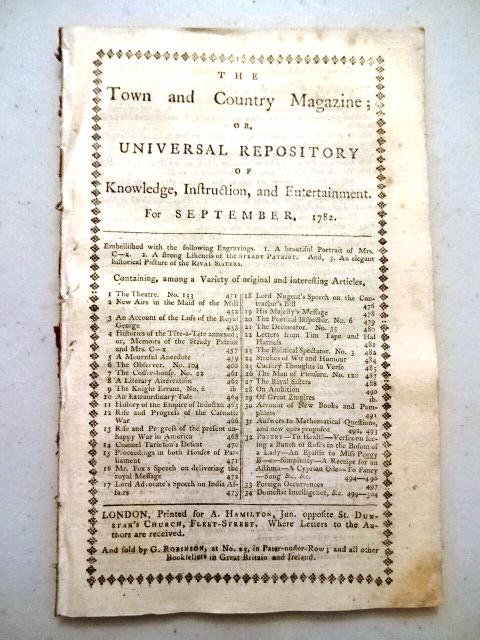 THE
Town and Country Magazine;
OR,
UNIVERSAL REPOSITORY
OF
Knowledge, Instruction, and Entertainment.
For SEPTEMBER, 1782.
Embellished with the following Engravings. 1. A beautiful Portrait of Mrs.
C—x. 2. A strong Likeness of the STEADY PATRIOT. And, 3. An elegant
historical Picture of the RIVAL SISTERS.
Containing, among a Variety of original and interesting Articles,
1 The Theatre. No. 153 451
2 New Airs in the Maid of the Mill
452
3 An Account of the Loss of the Royal
George 453
4 Histories of the Tête-à-Tête annexed;
or, Memoirs of the Steady Patriot
and Mrs. C—x 457
5 A Mournful Anecdote 459
6 The Observer. No. 104 460
7 The Coffee-house. No. 22 461
8 A Literary Altercation 462
9 The Knight Errant, No. 6 ib
10 An Extraordinary Tale 464
11 History of the Empire of Indostan 465
12 Rise and Progress of the Carnatic
War 466
13 Rise and Progress of the present un-
happy War in America 468
14 Colonel Tarleton's Defeat 470
15 Proceedings in both Houses of Par-
liament 471
16 Mr. Fox's Speech on delivering the
royal Message 472
17 Lord Advocate's Speech on India Af-
fairs 473
18 Lord Nugent's Speech on the Con-
tractor's Bill 476
19 His Majesty's Message 478
20 The Poetical Inspector. No. 6 479
21 The Delineator. No. 35 480
22 Letters from Tim Tape and Hal
Harness 481
23 The Political Spectator. No. 3 482
24 Strokes of Wit and Humour 484
25 Cursory Thoughts in Verse 485
26 The Man of Pleasure. No. 120 487
27 The Rival Sisters 488
28 On Ambition 490
29 Of Great Empires ib.
30 Account of New Books and Pam-
phlets 491
31 Answers to Mathematical Questions,
and new ones proposed 492, 493
32 POETRY—To Health—Verses on see-
ing a Bunch of Roses in the Bosom of
a Lady—An Epistle to Miss Peggy
Simplicity—A Receipt for an
Asthma—A Cyprian Ode—To Fancy
—Song &c. &c. 494—496
33 Foreign Occurrences 497
34 Domestic Intelligence, &c. 499—504
LONDON, Printed for A. HAMILTON, Jun. opposite St. DUN-
STAN'S CHURCH, FLEET-STREET. Where Letters to the Au-
thors are received.
And sold by G. ROBINSON, at No. 25, in Pater-noster-Row; and all other
Booksellers in Great Britain and Ireland.